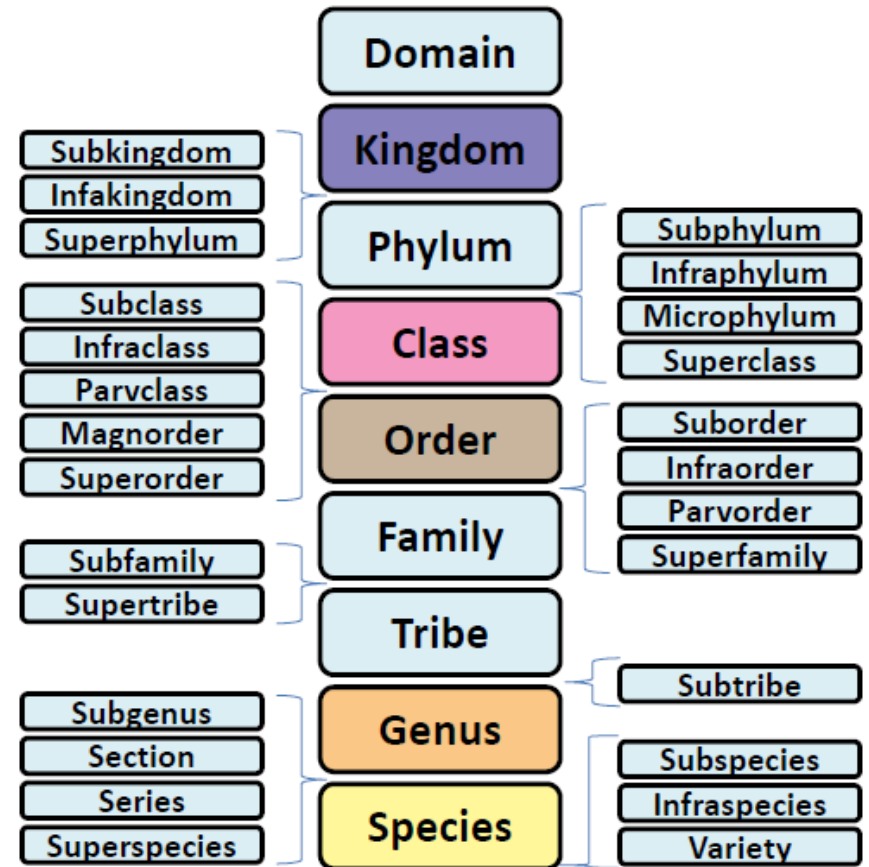 Domain
Kingdom
Subkingdom
Infakingdom
Superphylum
Phylum
Subphylum
Infraphylum
Microphylum
Superclass
Class
Subclass
Infraclass
Parvclass
Magnorder
Superorder
Order
Suborder
Infraorder
Parvorder
Superfamily
Family
Subfamily
Supertribe
Tribe
Subtribe
Genus
Subgenus
Section
Series
Superspecies
Species
Subspecies
Infraspecies
Variety